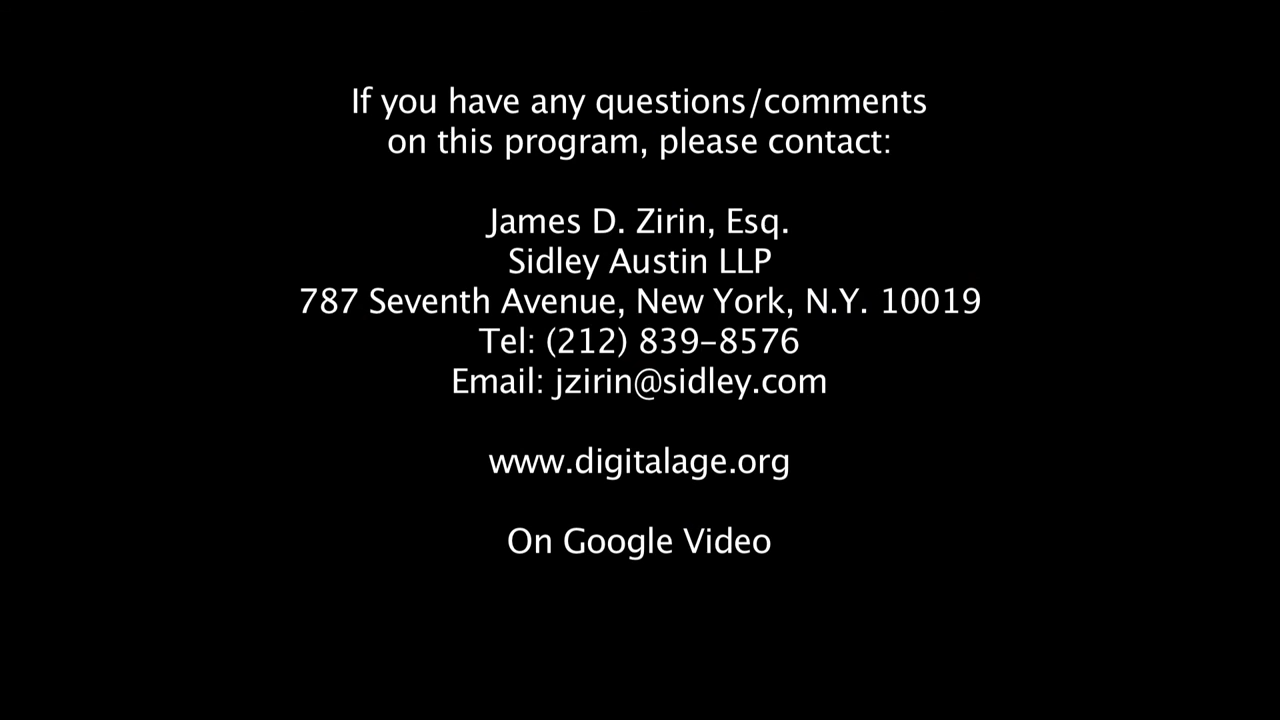 If you have any questions/comments
on this program, please contact:
James D. Zirin, Esq.
Sidley Austin LLP
787 Seventh Avenue, New York, N.Y. 10019
Tel: (212) 839-8576
Email: jzirin@sidley.com
www.digitalage.org
On Google Video